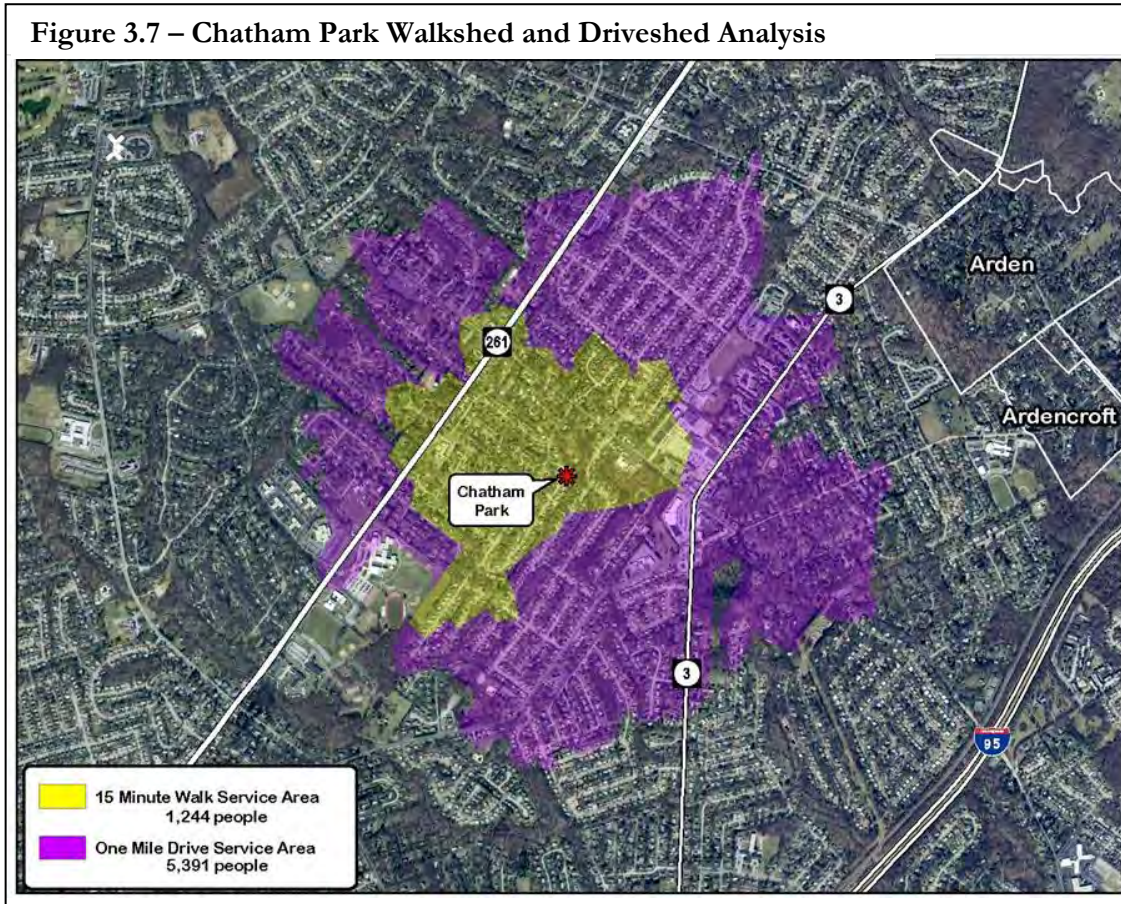 Figure 3.7 – Chatham Park Walkshed and Driveshed Analysis
Arden
3
261
Ardencroft
Chatham
Park
3
95
15 Minute Walk Service Area
1,244 people
One Mile Drive Service Area
5,391 people